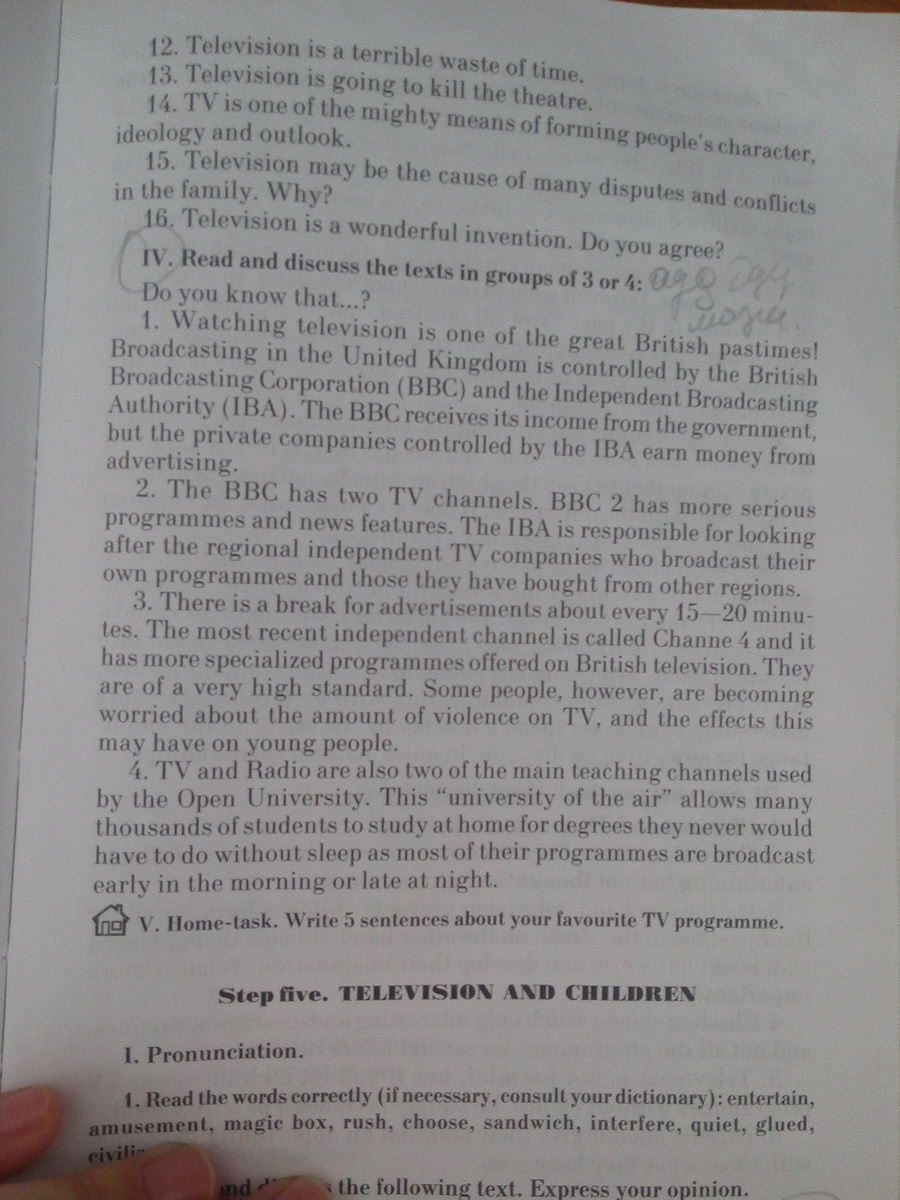 12. Television is a terrible waste of time.
13. Television is going to kill the theatre.
14. TV is one of the mighty means of forming people's character,
ideology and outlook.
15. Television may be the cause of many disputes and conflicts
in the family. Why?
16. Television is a wonderful invention. Do you agree?
IV. Read and discuss the texts in groups of 3 or 4:
Do you know that...?
1. Watching television is one of the great British pastimes!
Broadcasting in the United Kingdom is controlled by the British
Broadcasting Corporation (BBC) and the Independent Broadcasting
Authority (IBA). The BBC receives its income from the government,
but the private companies controlled by the IBA earn money from
advertising.
2. The BBC has two TV channels. BBC 2 has more serious
programmes and news features. The IBA is responsible for looking
after the regional independent TV companies who broadcast their
own programmes and those they have bought from other regions.
3. There is a break for advertisements about every 15—20 minu-
tes. The most recent independent channel is called Channe 4 and it
has more specialized programmes offered on British television. They
are of a very high standard. Some people, however, are becoming
worried about the amount of violence on TV, and the effects this
may have on young people.
4. TV and Radio are also two of the main teaching channels used
by the Open University. This “university of the air” allows many
thousands of students to study at home for degrees they never would
have to do without sleep as most of their programmes are broadcast
early in the morning or late at night.
V. Home-task. Write 5 sentences about your favourite TV programme.
Step five. TELEVISION AND CHILDREN
I. Pronunciation.
1. Read the words correctly (if necessary, consult your dictionary): entertain,
amusement, magic box, rush, choose, sandwich, interfere, quiet, glued,
the following text. Express your opinion.